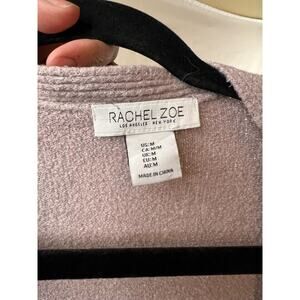 RACHEL ZOE
LOS ANGELES NEW YORK
US:M
CA:M/M
UK:M
EU:M
AU:M
MADE IN CHINA